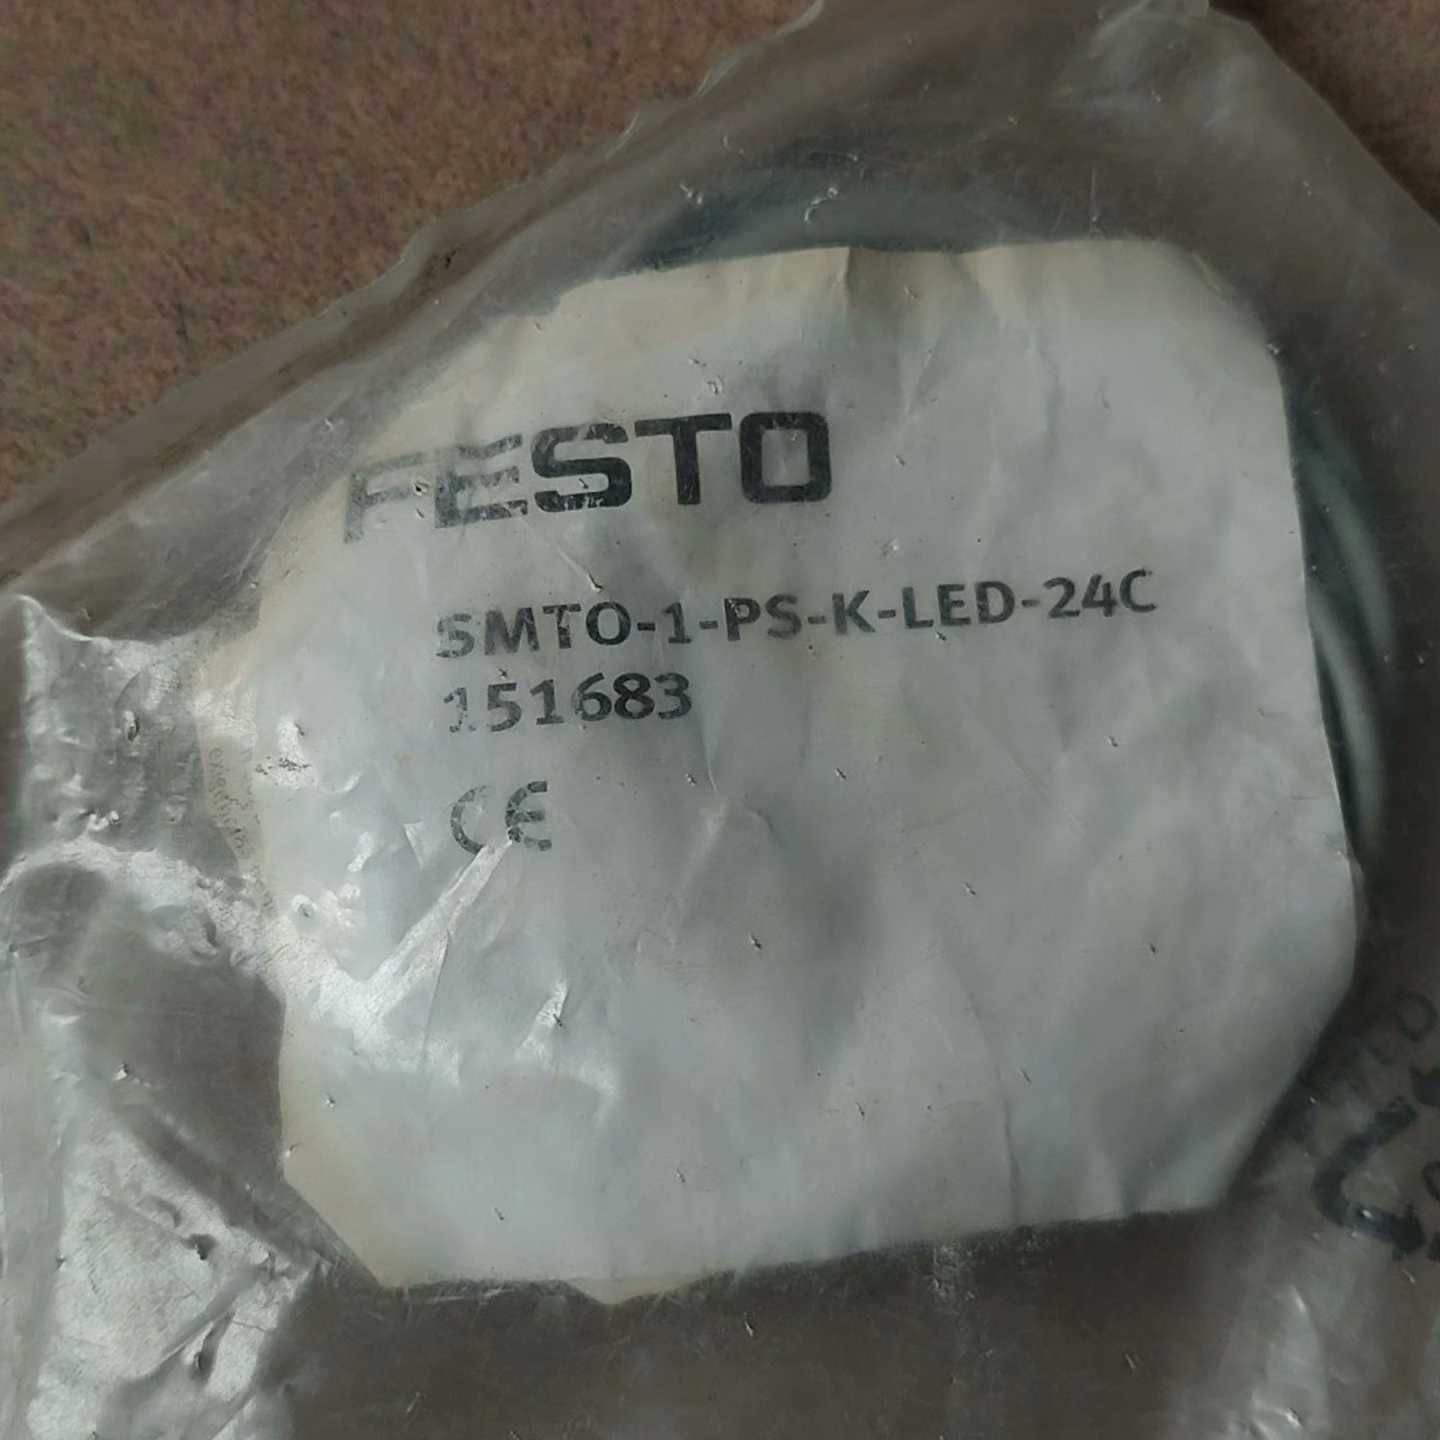 FESTO
SMTO-1-PS-K-LED-24C
151683
CE